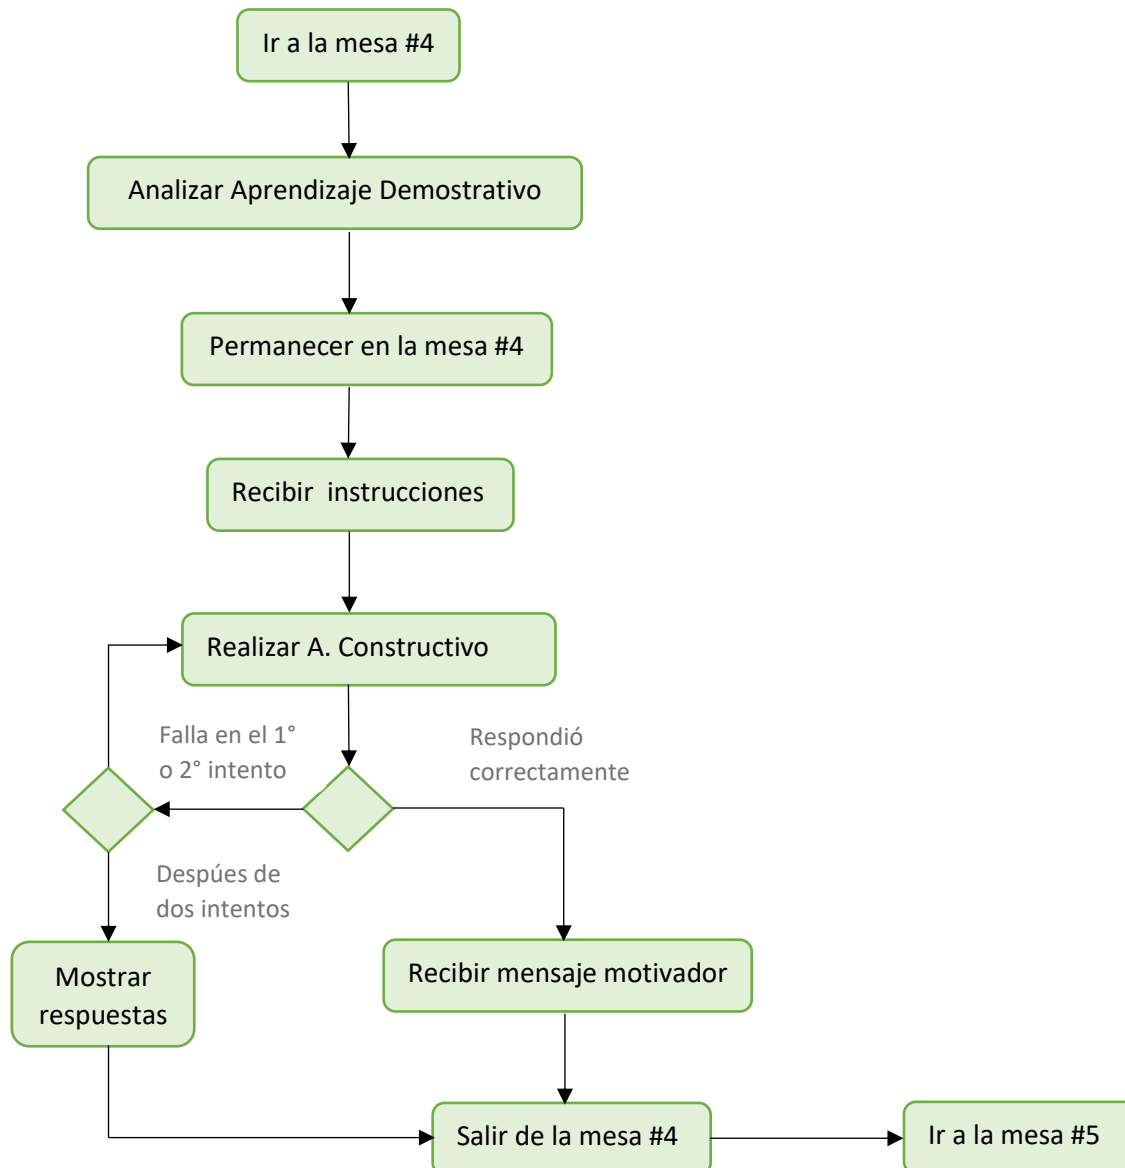 Ir a la mesa #4
Analizar Aprendizaje Demostrativo
Permanecer en la mesa #4
Recibir  instrucciones
Realizar A. Constructivo
Falla en el 1°
o 2° intento
Respondió
correctamente
Despúes de
dos intentos
Mostrar
respuestas
Recibir mensaje motivador
Salir de la mesa #4
Ir a la mesa #5